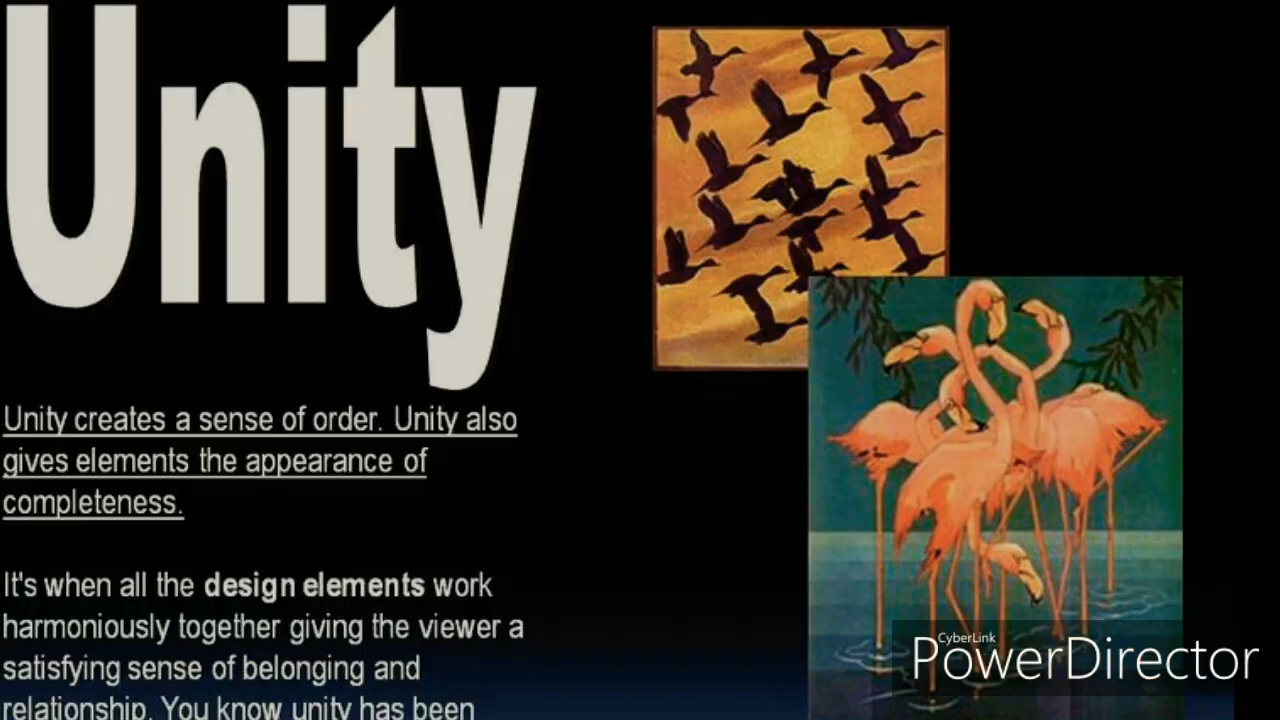 Unity
Unity creates a sense of order. Unity also
gives elements the appearance of
completeness.
It's when all the design elements work
harmoniously together giving the viewer a
satisfying sense of belonging and
relationship. You know unity has been
CyberLink
PowerDirector